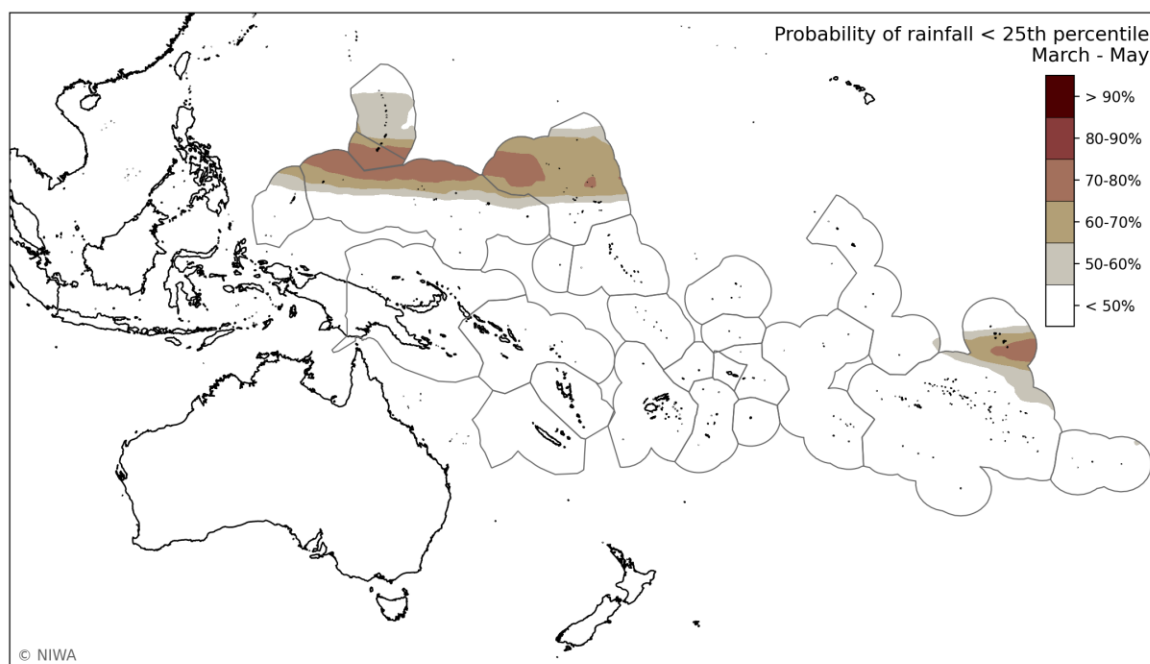 Probability of rainfall < 25th percentile
March - May
> 90%
80-90%
70-80%
60-70%
50-60%
< 50%
© NIWA